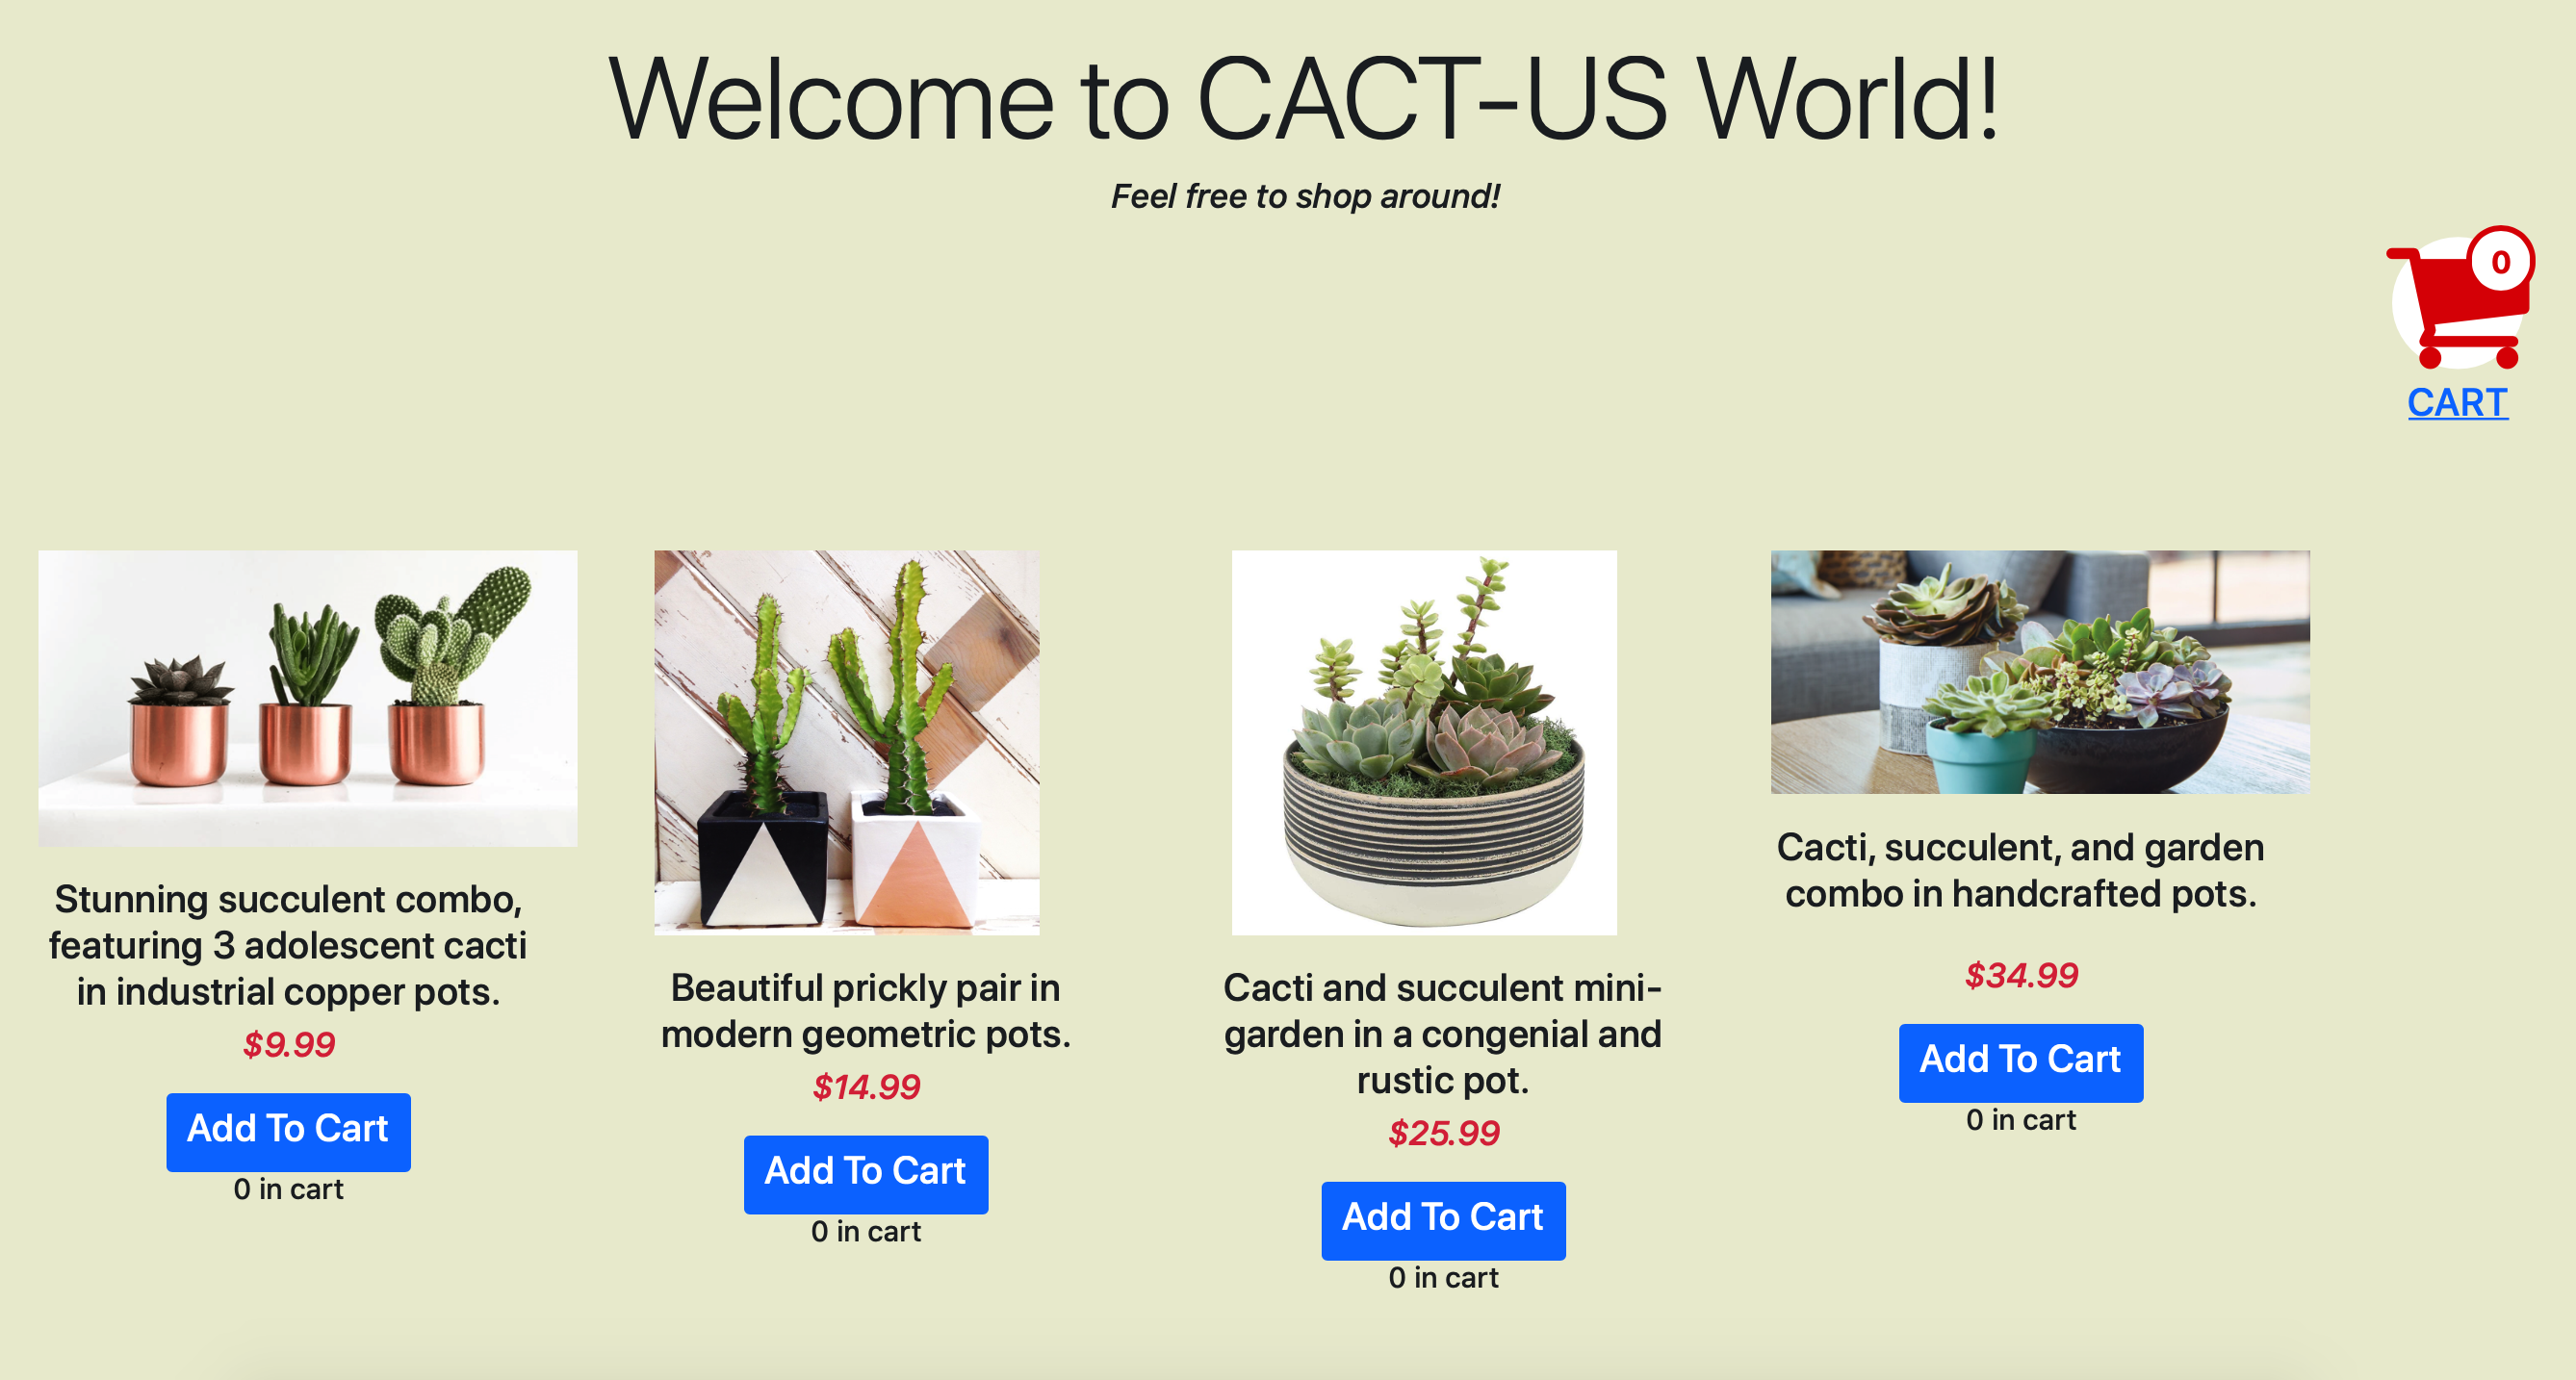 Welcome to CACT-US World!
Feel free to shop around!
0
CART
Stunning succulent combo,
featuring 3 adolescent cacti
in industrial copper pots.
$9.99
Add To Cart
0 in cart
Beautiful prickly pair in
modern geometric pots.
$14.99
Add To Cart
0 in cart
Cacti and succulent mini-
garden in a congenial and
rustic pot.
$25.99
Add To Cart
0 in cart
Cacti, succulent, and garden
combo in handcrafted pots.
$34.99
Add To Cart
0 in cart